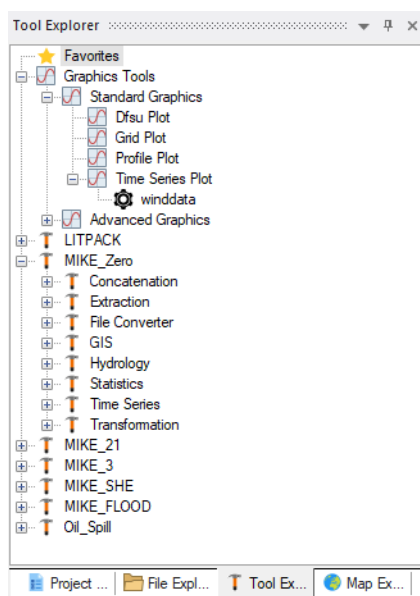 Tool Explorer
Favorites
Graphics Tools
Standard Graphics
Dfsu Plot
Grid Plot
Profile Plot
Time Series Plot
winddata
Advanced Graphics
LITPACK
MIKE_Zero
Concatenation
Extraction
File Converter
GIS
Hydrology
Statistics
Time Series
Transformation
MIKE_21
MIKE_3
MIKE_SHE
MIKE_FLOOD
Oil_Spill
Project ... File Expl... Tool Ex... Map Ex...